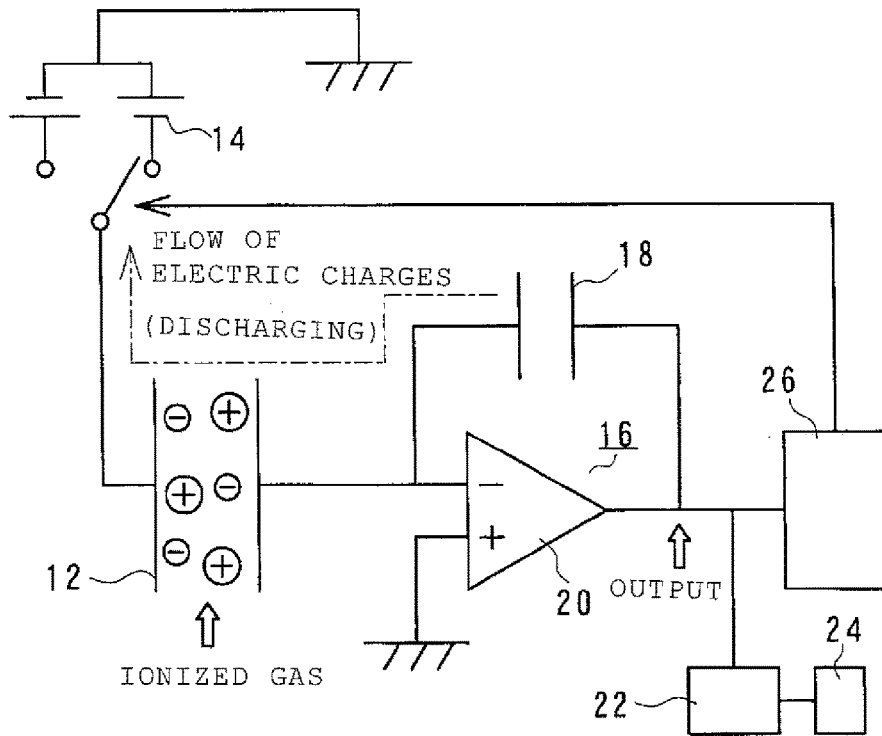 14
FLOW OF
ELECTRIC CHARGES
(DISCHARGING)
18
26
16
−
+
12
20
OUTPUT
IONIZED GAS
24
22